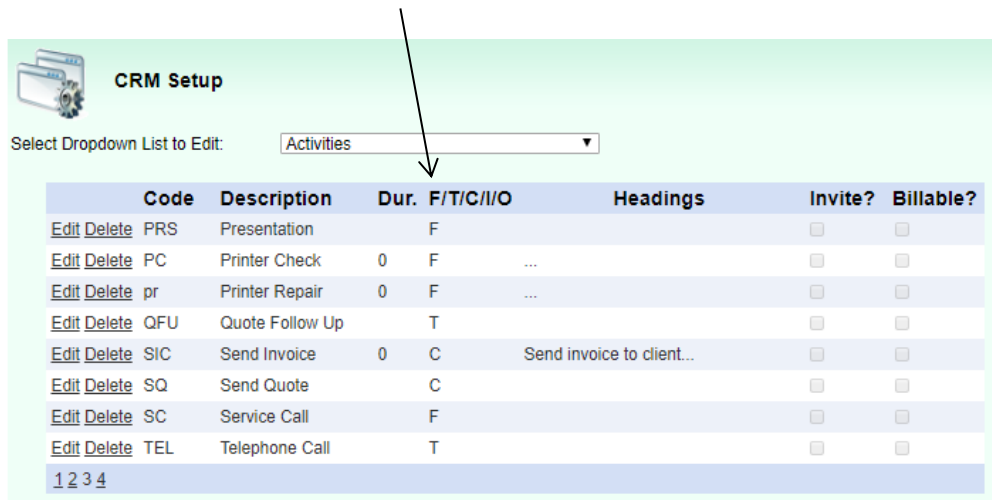 CRM Setup
Select Dropdown List to Edit: Activities
Code Description Dur. F/T/C/I/O Headings Invite? Billable?
Edit Delete PRS Presentation F
Edit Delete PC Printer Check 0 F ...
Edit Delete pr Printer Repair 0 F ...
Edit Delete QFU Quote Follow Up T
Edit Delete SIC Send Invoice 0 C Send invoice to client...
Edit Delete SQ Send Quote C
Edit Delete SC Service Call F
Edit Delete TEL Telephone Call T
1 2 3 4